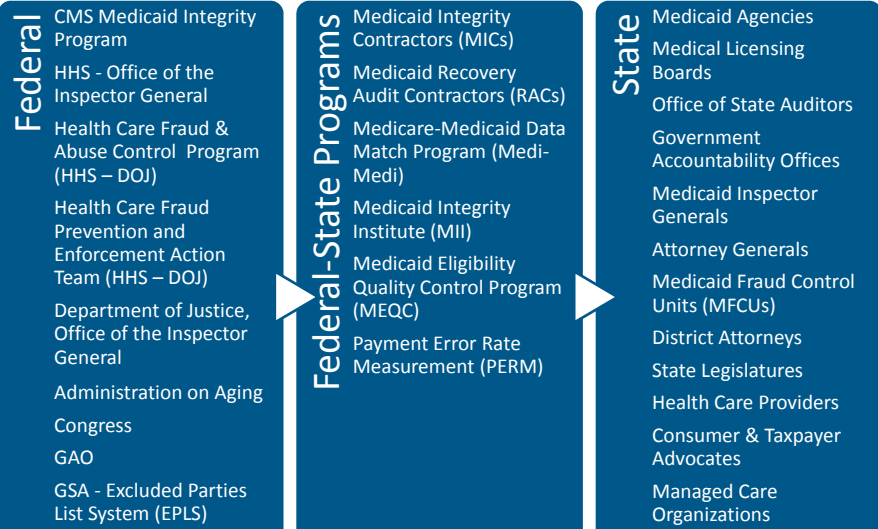 Federal
CMS Medicaid Integrity
Program
HHS - Office of the
Inspector General
Health Care Fraud &
Abuse Control Program
(HHS – DOJ)
Health Care Fraud
Prevention and
Enforcement Action
Team (HHS – DOJ)
Department of Justice,
Office of the Inspector
General
Administration on Aging
Congress
GAO
GSA - Excluded Parties
List System (EPLS)
Federal-State Programs
Medicaid Integrity
Contractors (MICs)
Medicaid Recovery
Audit Contractors (RACs)
Medicare-Medicaid Data
Match Program (Medi-
Medi)
Medicaid Integrity
Institute (MII)
Medicaid Eligibility
Quality Control Program
(MEQC)
Payment Error Rate
Measurement (PERM)
State
Medicaid Agencies
Medical Licensing
Boards
Office of State Auditors
Government
Accountability Offices
Medicaid Inspector
Generals
Attorney Generals
Medicaid Fraud Control
Units (MFCUs)
District Attorneys
State Legislatures
Health Care Providers
Consumer & Taxpayer
Advocates
Managed Care
Organizations